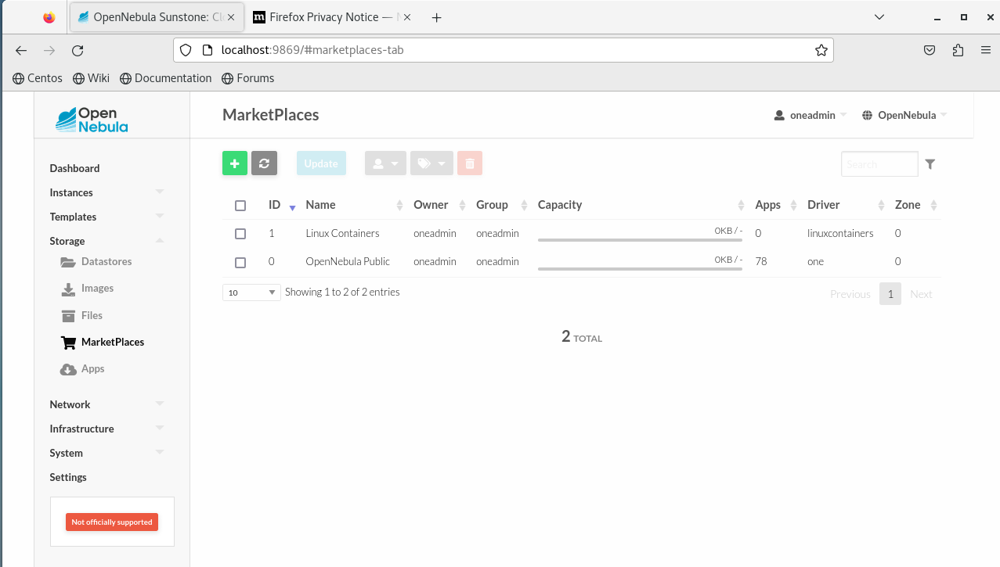 OpenNebula Sunstone: Clo
Firefox Privacy Notice —
localhost:9869/#marketplaces-tab
Centos Wiki Documentation Forums
Open
Nebula
MarketPlaces
oneadmin OpenNebula
Dashboard
Instances
Templates
Storage
Datastores
Images
Files
MarketPlaces
Apps
Network
Infrastructure
System
Settings
Not officially supported
Update
Search
ID Name Owner Group Capacity Apps Driver Zone
1 Linux Containers oneadmin oneadmin 0KB / - 0 linuxcontainers 0
0 OpenNebula Public oneadmin oneadmin 0KB / - 78 one 0
10 Showing 1 to 2 of 2 entries Previous 1 Next
2 TOTAL